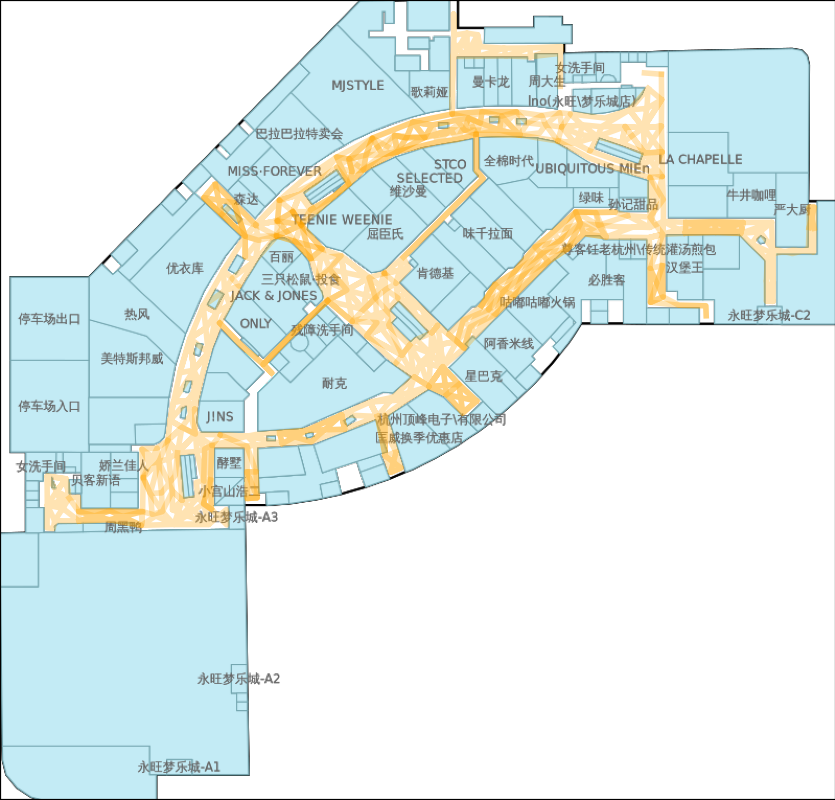 MJSTYLE
歌莉娅
曼卡龙
周大生
女洗手间
lno(永旺\梦乐城店)
巴拉巴拉特卖会
MISS·FOREVER
森达
STCO
SELECTED
维沙曼
全棉时代
UBIQUITOUS MIEn
LA CHAPELLE
绿味
孙记甜品
牛井咖喱
严大厨
TEENIE WEENIE
屈臣氏
味千拉面
尊客钰老杭州\传统灌汤煎包
汉堡王
百丽
优衣库
三只松鼠·投食
肯德基
必胜客
JACK & JONES
咕嘟咕嘟火锅
永旺梦乐城-C2
停车场出口
热风
ONLY
残障洗手间
阿香米线
美特斯邦威
星巴克
耐克
停车场入口
JINS
杭州顶峰电子\有限公司
国威换季优惠店
女洗手间
娇兰佳人
酵墅
贝客新语
小宫山浩二
周黑鸭
永旺梦乐城-A3
永旺梦乐城-A2
永旺梦乐城-A1